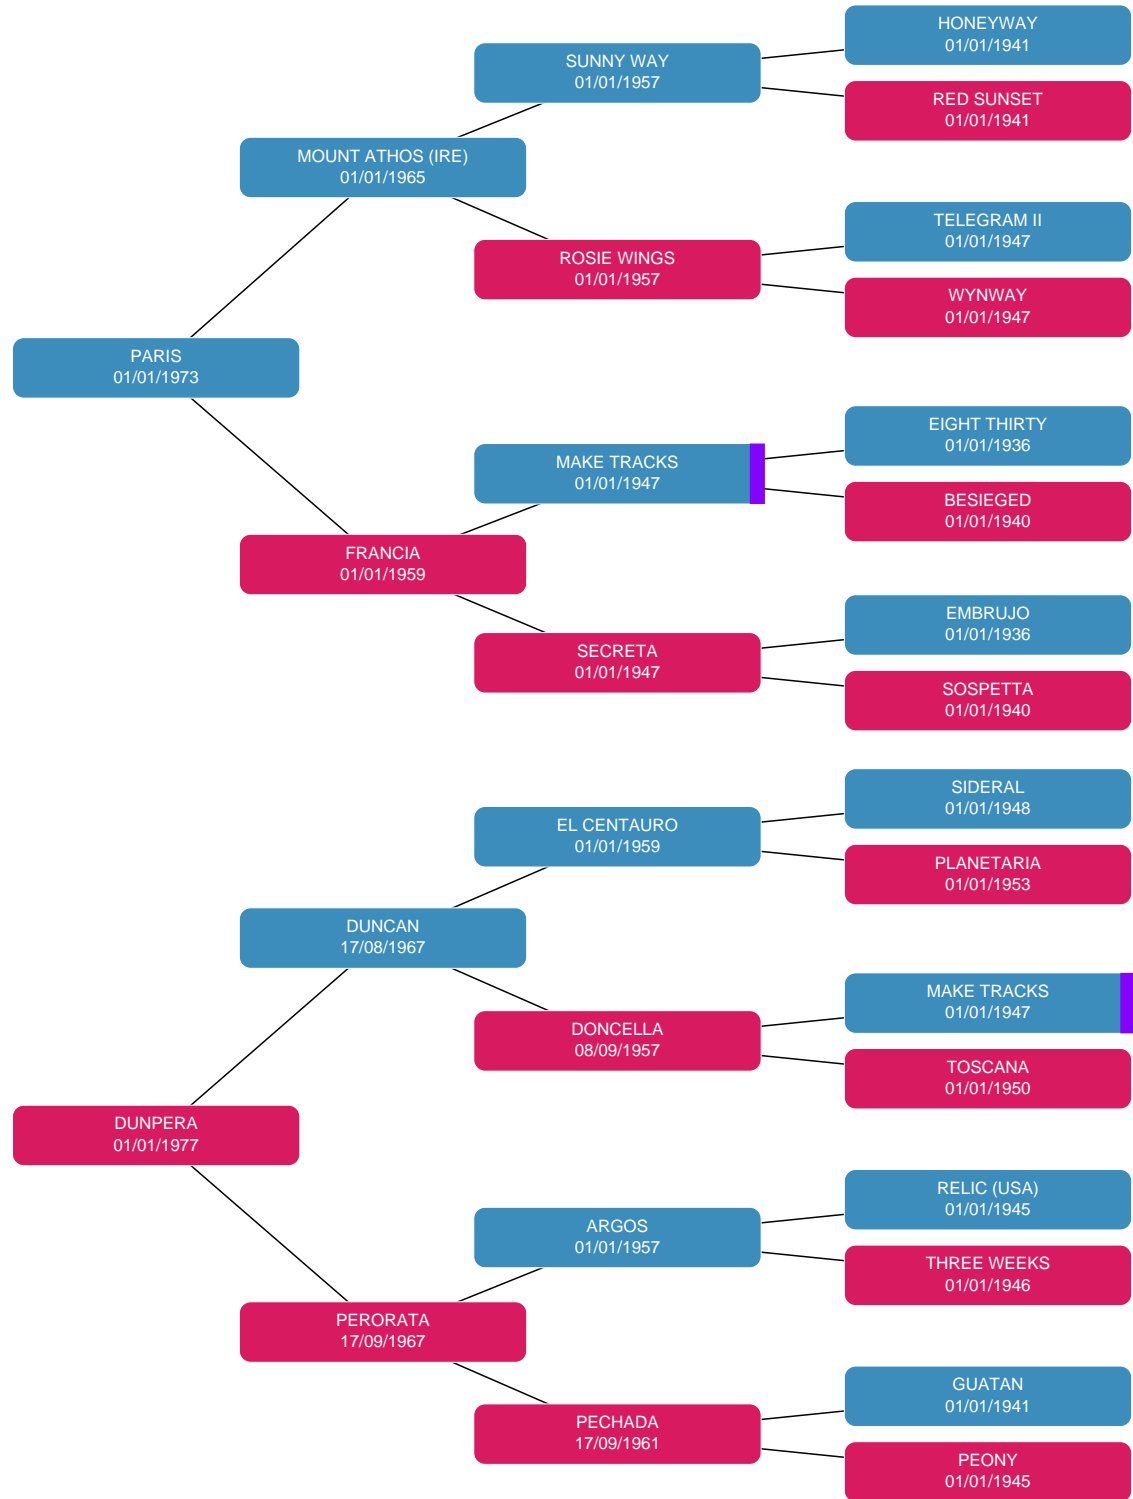 HONEYWAY
01/01/1941
SUNNY WAY
01/01/1957
RED SUNSET
01/01/1941
MOUNT ATHOS (IRE)
01/01/1965
TELEGRAM II
01/01/1947
ROSIE WINGS
01/01/1957
WYNWAY
01/01/1947
PARIS
01/01/1973
EIGHT THIRTY
01/01/1936
MAKE TRACKS
01/01/1947
BESIEGED
01/01/1940
FRANCIA
01/01/1959
EMBRUJO
01/01/1936
SECRETA
01/01/1947
SOSPETTA
01/01/1940
SIDERAL
01/01/1948
EL CENTAURO
01/01/1959
PLANETARIA
01/01/1953
DUNCAN
17/08/1967
MAKE TRACKS
01/01/1947
DONCELLA
08/09/1957
TOSCANA
01/01/1950
DUNPERA
01/01/1977
RELIC (USA)
01/01/1945
ARGOS
01/01/1957
THREE WEEKS
01/01/1946
PERORATA
17/09/1967
GUATAN
01/01/1941
PECHADA
17/09/1961
PEONY
01/01/1945